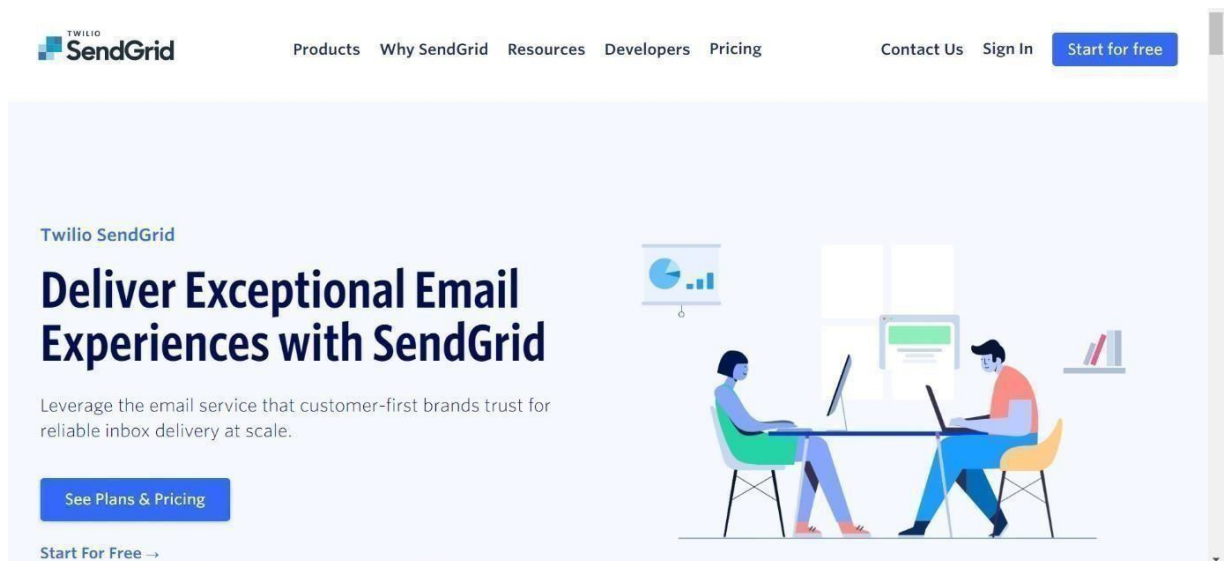 TWILIO
SendGrid
Products Why SendGrid Resources Developers Pricing Contact Us Sign In Start for free
Twilio SendGrid
Deliver Exceptional Email
Experiences with SendGrid
Leverage the email service that customer-first brands trust for
reliable inbox delivery at scale.
See Plans & Pricing
Start For Free →